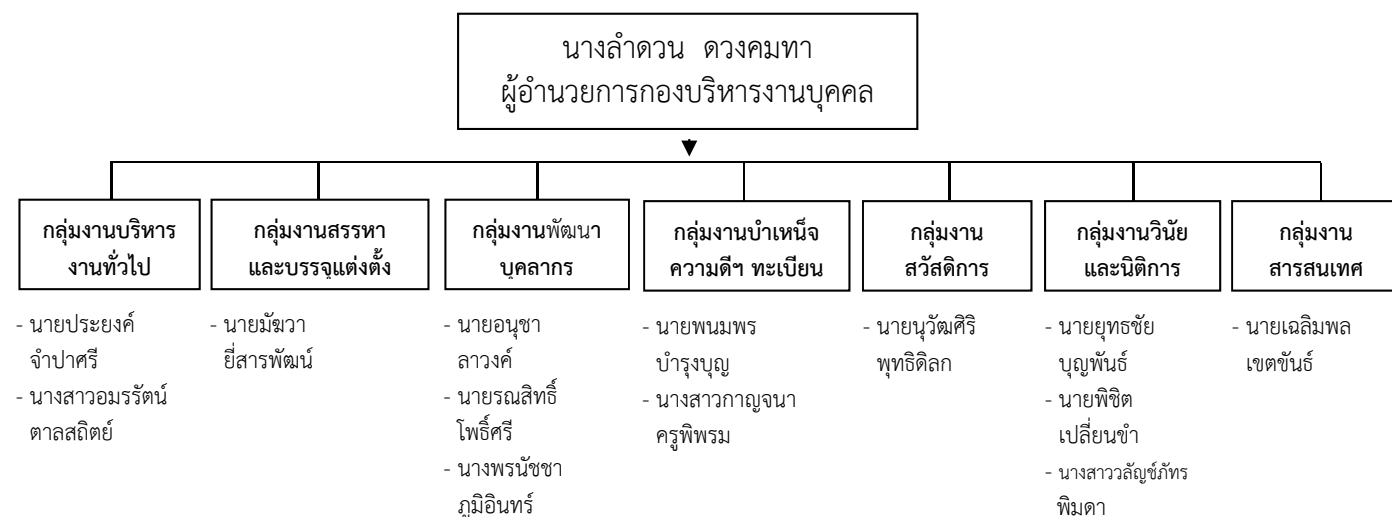 นางลำดวน ดวงคมทา
ผู้อำนวยการกองบริหารงานบุคคล
กลุ่มงานบริหาร
งานทั่วไป
- นายประยงค์
จำปาศรี
- นางสาวอมรรัตน์
ตาลสถิตย์
กลุ่มงานสรรหา
และบรรจุแต่งตั้ง
- นายมัฆวา
ยี่สารพัฒน์
กลุ่มงานพัฒนา
บุคลากร
- นายอนุชา
ลาวงค์
- นายรณสิทธิ์
โพธิ์ศรี
- นางพรนัชชา
ภูมิอินทร์
กลุ่มงานบำเหน็จ
ความดีฯ ทะเบียน
- นายพนมพร
บำรุงบุญ
- นางสาวกาญจนา
ครูพิพรม
กลุ่มงาน
สวัสดิการ
- นายนุวัฒศิริ
พุทธิดิลก
กลุ่มงานวินัย
และนิติการ
- นายยุทธชัย
บุญพันธ์
- นายพิชิต
เปลี่ยนขำ
- นางสาววลัญช์ภัทร
พิมดา
กลุ่มงาน
สารสนเทศ
- นายเฉลิมพล
เขตขันธ์